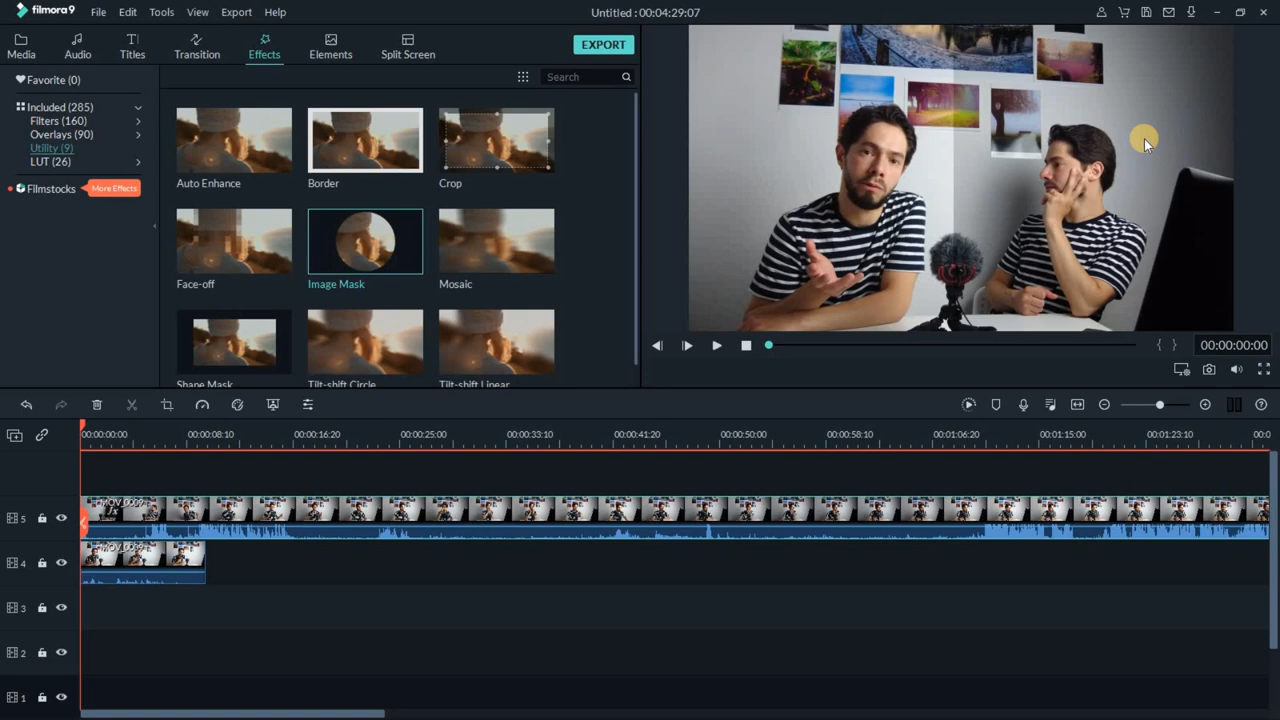 filmora9 File Edit Tools View Export Help Untitled : 00:04:29:07
Media Audio Titles Transition Effects Elements Split Screen EXPORT
Favorite (0)
Search
Included (285)
Filters (160)
Overlays (90)
Utility (9)
LUT (26)
Filmstocks More Effects
Auto Enhance Border Crop
Face-off Image Mask Mosaic
Shape Mask Tilt-shift Circle Tilt-shift Linear
{ } 00:00:00:00
00:00:00:00 00:00:08:10 00:00:16:20 00:00:25:00 00:00:33:10 00:00:41:20 00:00:50:00 00:00:58:10 00:01:06:20 00:01:15:00 00:01:23:10 00:0
MOV_0009
fx
5
MOV_0009
4
3
2
1